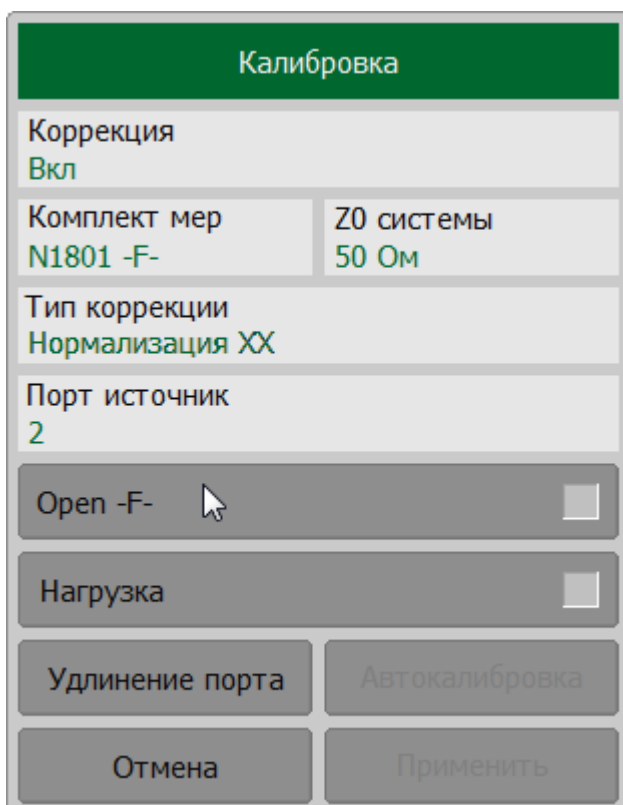 Калибровка
Коррекция
Вкл
Комплект мер
N1801 -F-
Z0 системы
50 Ом
Тип коррекции
Нормализация XX
Порт источник
2
Open -F-
Нагрузка
Удлинение порта
Автокалибровка
Отмена
Применить